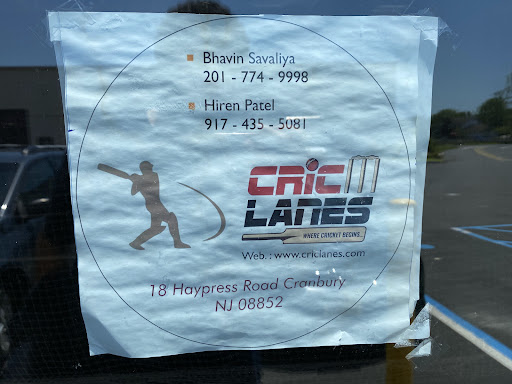 Bhavin Savaliya
201 - 774 - 9998
Hiren Patel
917 - 435 - 5081
CRIC
LANES
WHERE CRICKET BEGINS...
Web. : www.criclanes.com
18 Haypress Road Cranbury
NJ 08852